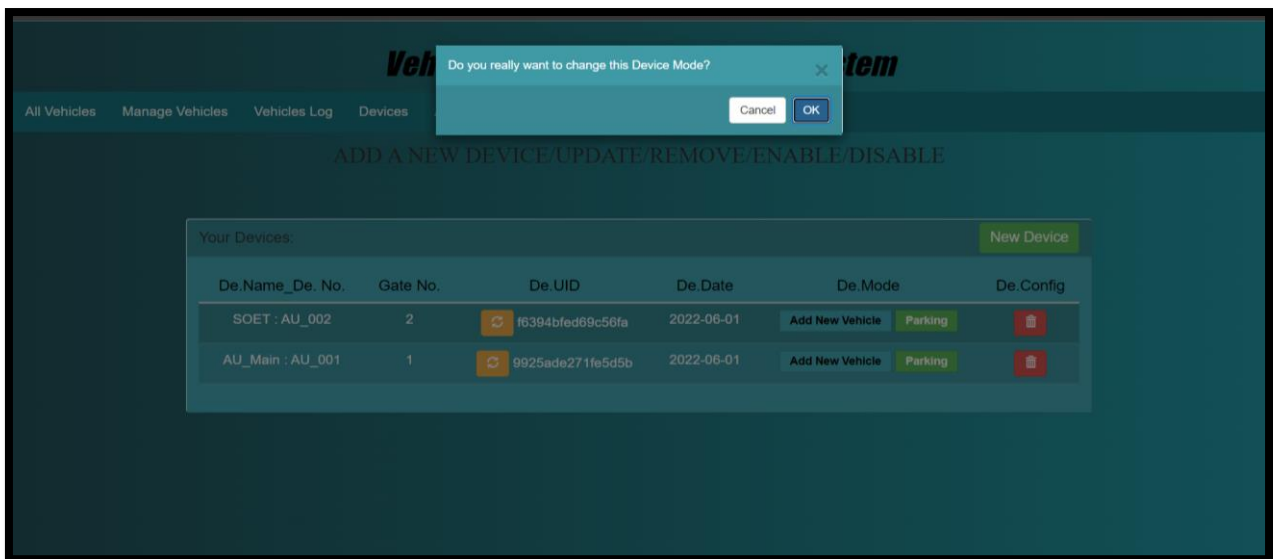 Do you really want to change this Device Mode? ×
Cancel OK
All Vehicles Manage Vehicles Vehicles Log Devices
ADD A NEW DEVICE/UPDATE/REMOVE/ENABLE/DISABLE
Your Devices: New Device
De.Name_De. No. Gate No. De.UID De.Date De.Mode De.Config
SOET : AU_002 2 f6394bfed69c56fa 2022-06-01 Add New Vehicle Parking
AU_Main : AU_001 1 9925ade271fe5d5b 2022-06-01 Add New Vehicle Parking